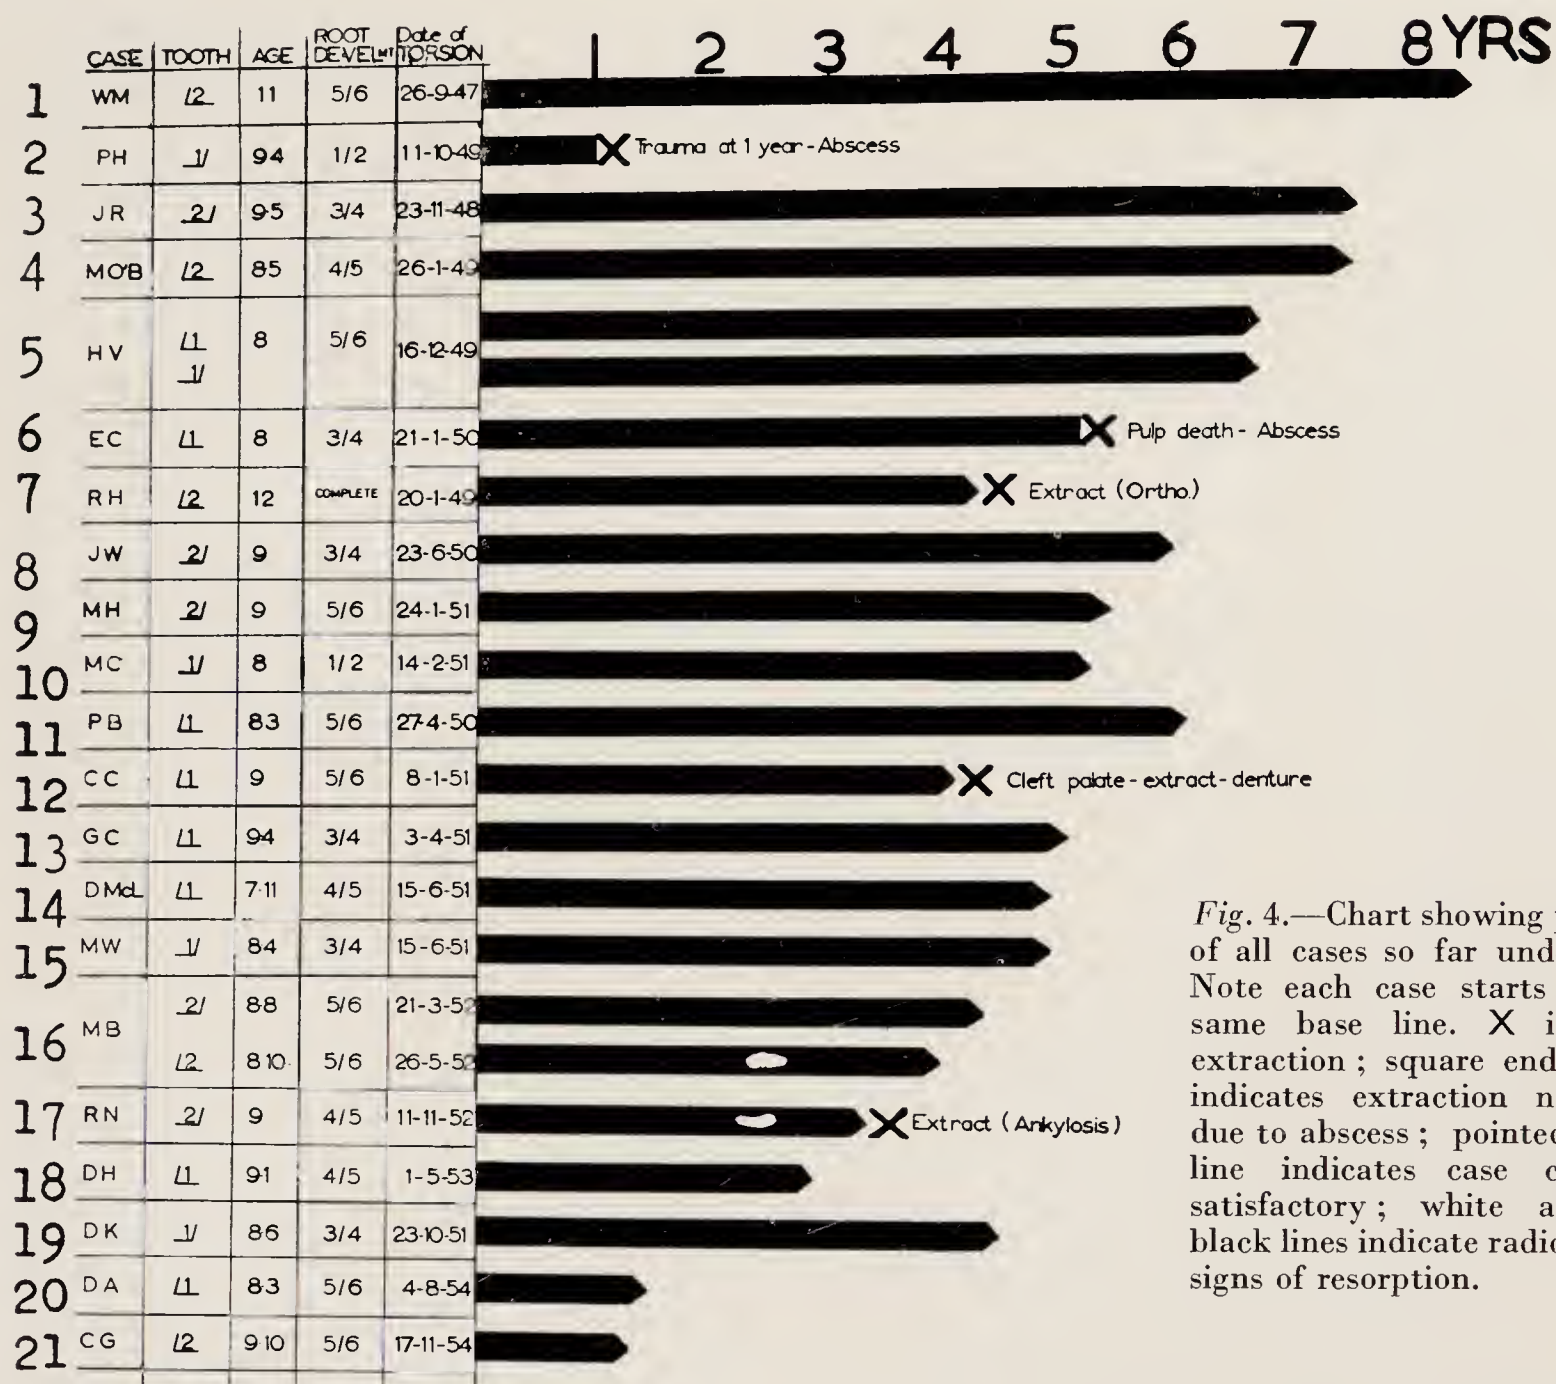 CASE TOOTH AGE ROOT DEVELMT Date of TORSION 1 2 3 4 5 6 7 8 YRS
1 WM /2 11 5/6 26-9-47
2 PH 1/ 9·4 1/2 11-10-49 X Trauma at 1 year - Abscess
3 JR 2/ 9·5 3/4 23-11-48
4 MO'B /2 8·5 4/5 26-1-49
5 HV /1 8 5/6 16-12-49
1/
6 EC /1 8 3/4 21-1-50 X Pulp death - Abscess
7 RH /2 12 COMPLETE 20-1-49 X Extract (Ortho.)
8 JW 2/ 9 3/4 23-6-50
9 MH 2/ 9 5/6 24-1-51
10 MC 1/ 8 1/2 14-2-51
11 PB /1 8·3 5/6 27-4-50
12 CC /1 9 5/6 8-1-51 X Cleft palate - extract - denture
13 GC /1 9·4 3/4 3-4-51
14 DMcL /1 7·11 4/5 15-6-51
15 MW 1/ 8·4 3/4 15-6-51
16 MB 2/ 8·8 5/6 21-3-52
/2 8·10 5/6 26-5-52
17 RN 2/ 9 4/5 11-11-52 X Extract (Ankylosis)
18 DH /1 9·1 4/5 1-5-53
19 DK 1/ 8·6 3/4 23-10-51
20 DA /1 8·3 5/6 4-8-54
21 CG /2 9·10 5/6 17-11-54
Fig. 4.—Chart showing
of all cases so far
Note each case starts
same base line. X
extraction; square end
indicates extraction
due to abscess; pointed
line indicates case
satisfactory; white
black lines indicate
signs of resorption.